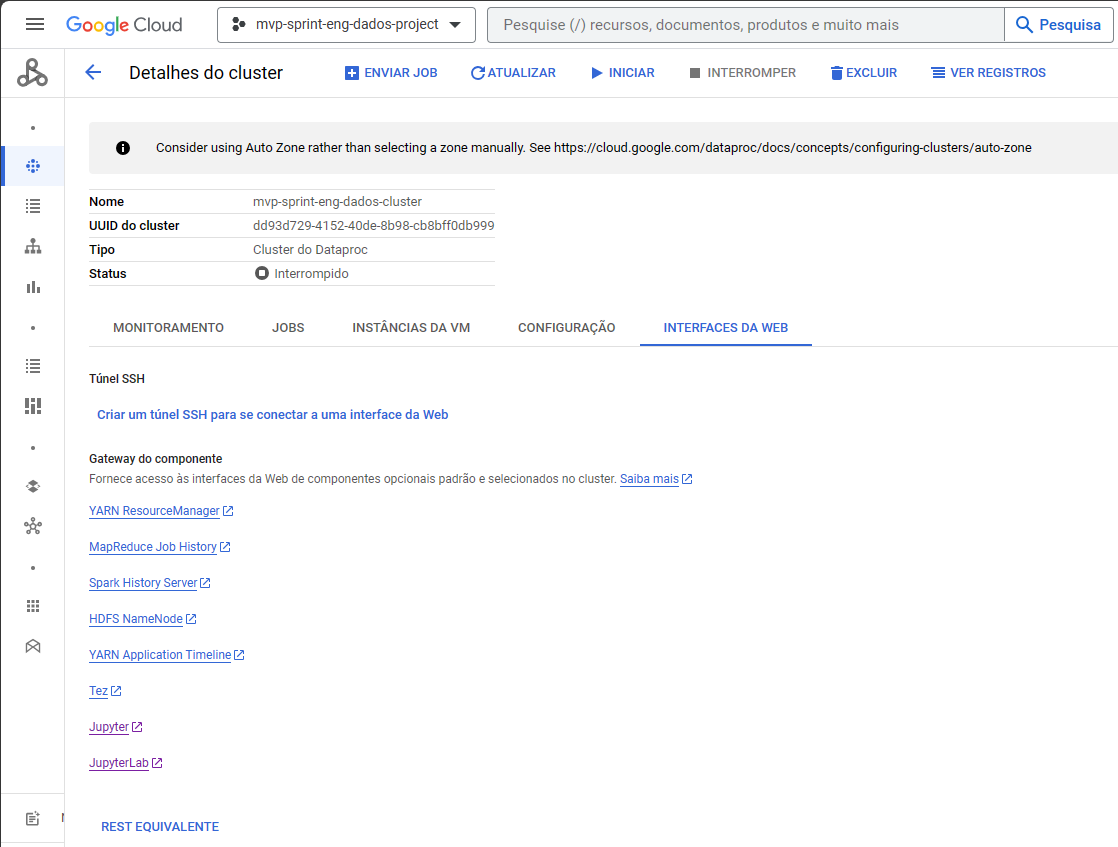 Google Cloud
mvp-sprint-eng-dados-project
Pesquise (/) recursos, documentos, produtos e muito mais
Pesquisa
Detalhes do cluster
ENVIAR JOB
ATUALIZAR
INICIAR
INTERROMPER
EXCLUIR
VER REGISTROS
Consider using Auto Zone rather than selecting a zone manually. See https://cloud.google.com/dataproc/docs/concepts/configuring-clusters/auto-zone
Nome mvp-sprint-eng-dados-cluster
UUID do cluster dd93d729-4152-40de-8b98-cb8bff0db999
Tipo Cluster do Dataproc
Status Interrompido
MONITORAMENTO JOBS INSTÂNCIAS DA VM CONFIGURAÇÃO INTERFACES DA WEB
Túnel SSH
Criar um túnel SSH para se conectar a uma interface da Web
Gateway do componente
Fornece acesso às interfaces da Web de componentes opcionais padrão e selecionados no cluster. Saiba mais
YARN ResourceManager
MapReduce Job History
Spark History Server
HDFS NameNode
YARN Application Timeline
Tez
Jupyter
JupyterLab
REST EQUIVALENTE